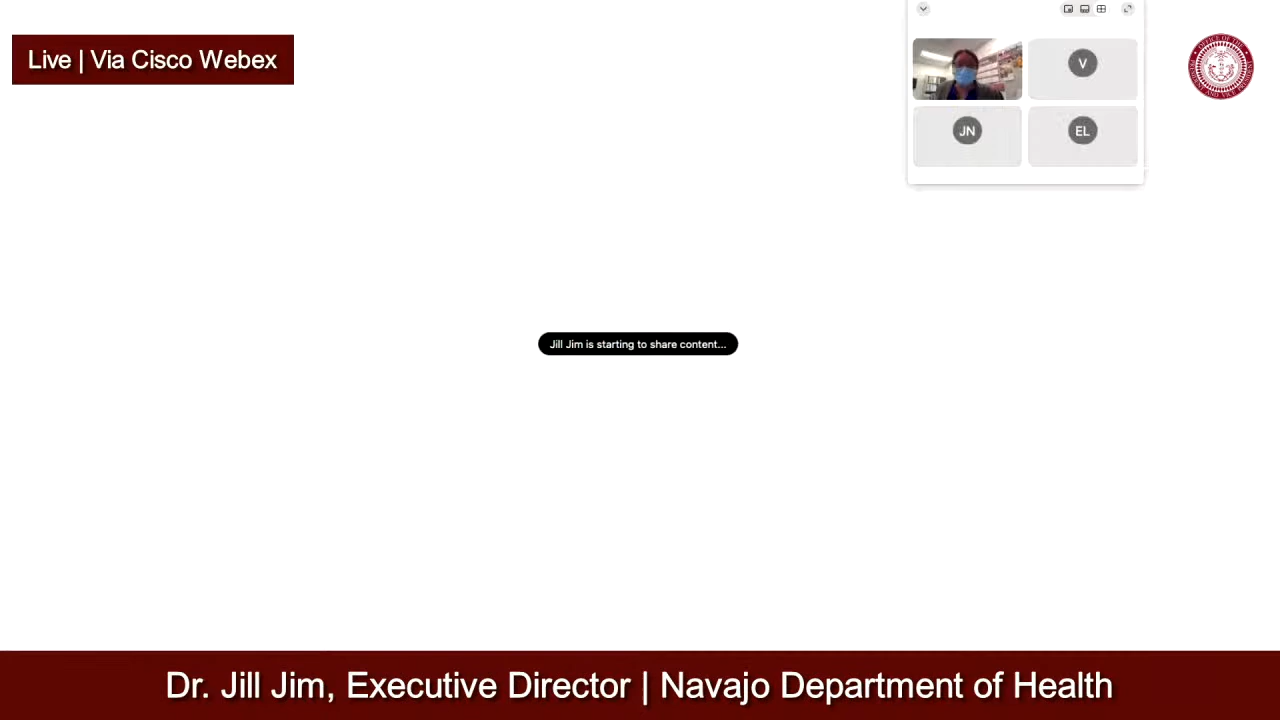 Live | Via Cisco Webex
V
JN
EL
Jill Jim is starting to share content...
Dr. Jill Jim, Executive Director | Navajo Department of Health